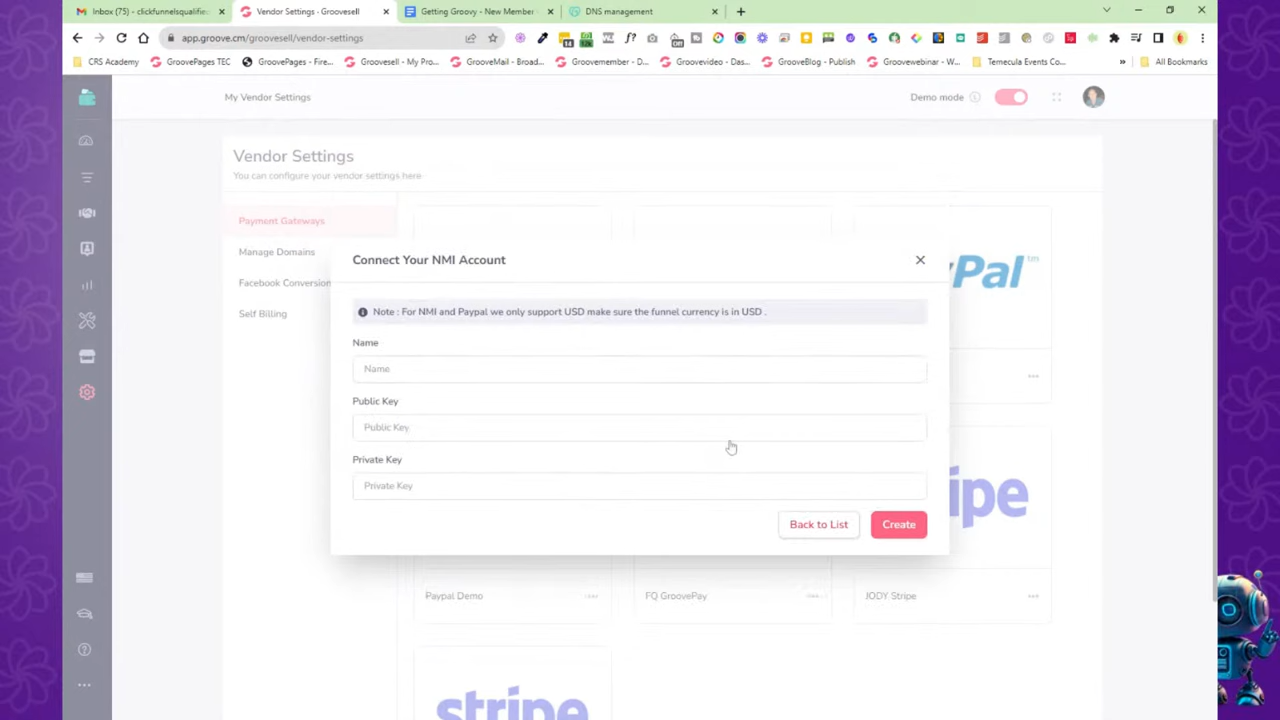 Inbox (75) - clickfunnelsqualifie
Vendor Settings - Groovesell
Getting Groovy - New Member
DNS management
app.groove.cm/groovesell/vendor-settings
CRS Academy
GroovePages TEC
GroovePages - Fire...
Groovesell - My Pro...
GrooveMail - Broad...
Groovemember - D...
Groovevideo - Das...
GrooveBlog - Publish
Groovewebinar - W...
Temecula Events Co...
»
All Bookmarks
My Vendor Settings
Demo mode
Vendor Settings
You can configure your vendor settings here
Payment Gateways
Manage Domains
Facebook Conversion
Self Billing
Connect Your NMI Account
Note : For NMI and Paypal we only support USD make sure the funnel currency is in USD .
Name
Name
Public Key
Public Key
Private Key
Private Key
Back to List
Create
Pal
Paypal Demo
FQ GroovePay
JODY Stripe
ipe
stripe